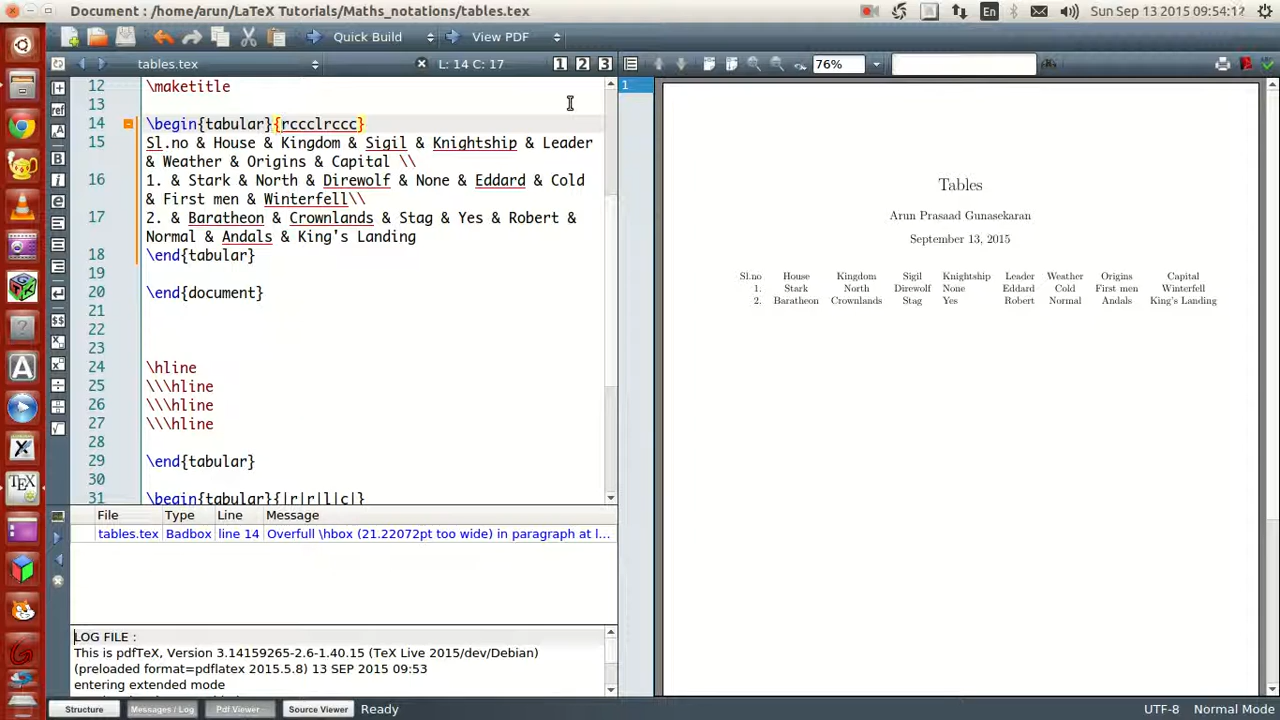 Document : /home/arun/LaTeX Tutorials/Maths_notations/tables.tex
En
Sun Sep 13 2015 09:54:12
Quick Build
View PDF
tables.tex
L: 14 C: 17
1
2
3
76%
12 \maketitle
13
14 \begin{tabular}{rccclrccc}
15 Sl.no & House & Kingdom & Sigil & Knightship & Leader
& Weather & Origins & Capital \\
16 1. & Stark & North & Direwolf & None & Eddard & Cold
& First men & Winterfell\\
17 2. & Baratheon & Crownlands & Stag & Yes & Robert &
Normal & Andals & King's Landing
18 \end{tabular}
19
20 \end{document}
21
22
23
24 \hline
25 \\\hline
26 \\\hline
27 \\\hline
28
29 \end{tabular}
30
31 \begin{tabular}{|r|r|l|c|}
ref
$$
TEX
1
Tables
Arun Prasaad Gunasekaran
September 13, 2015
Sl.no House Kingdom Sigil Knightship Leader Weather Origins Capital
1. Stark North Direwolf None Eddard Cold First men Winterfell
2. Baratheon Crownlands Stag Yes Robert Normal Andals King's Landing
File Type Line Message
tables.tex Badbox line 14 Overfull \hbox (21.22072pt too wide) in paragraph at l...
LOG FILE :
This is pdfTeX, Version 3.14159265-2.6-1.40.15 (TeX Live 2015/dev/Debian)
(preloaded format=pdflatex 2015.5.8) 13 SEP 2015 09:53
entering extended mode
Structure
Messages / Log
Pdf Viewer
Source Viewer
Ready
UTF-8
Normal Mode